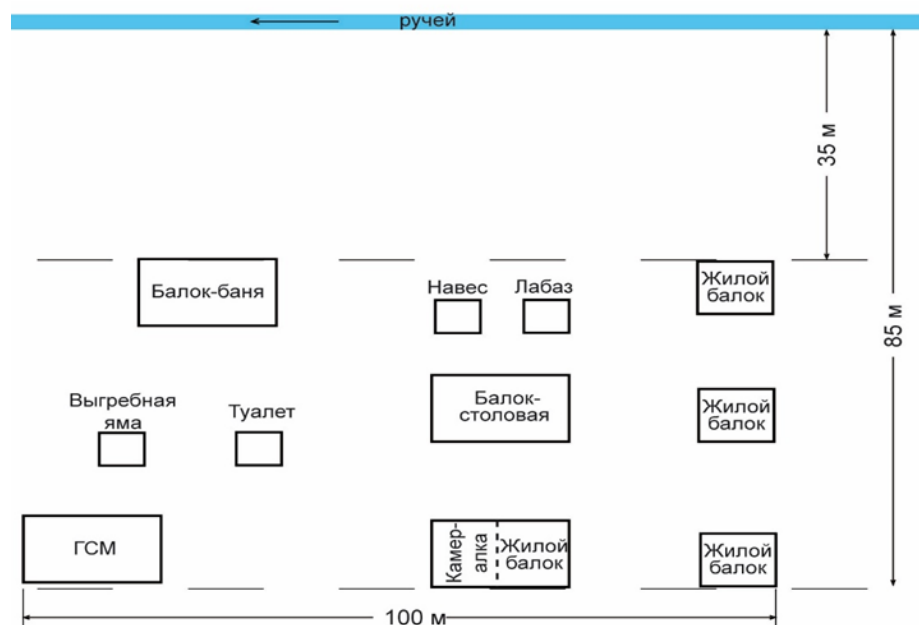 ручей
35 м
85 м
Балок-баня
Навес
Лабаз
Жилой
балок
Выгребная
яма
Туалет
Балок-
столовая
Жилой
балок
ГСМ
Камер-
алка
Жилой
балок
Жилой
балок
100 м